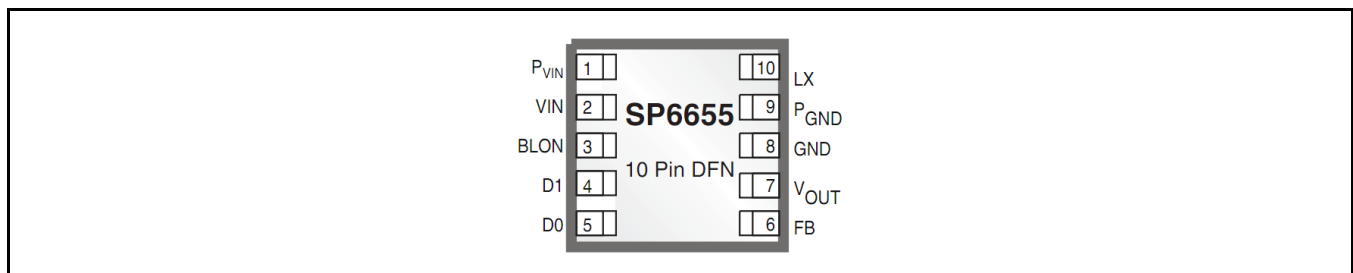 PVIN 1
VIN 2
BLON 3
D1 4
D0 5
SP6655
10 Pin DFN
10 LX
9 PGND
8 GND
7 VOUT
6 FB